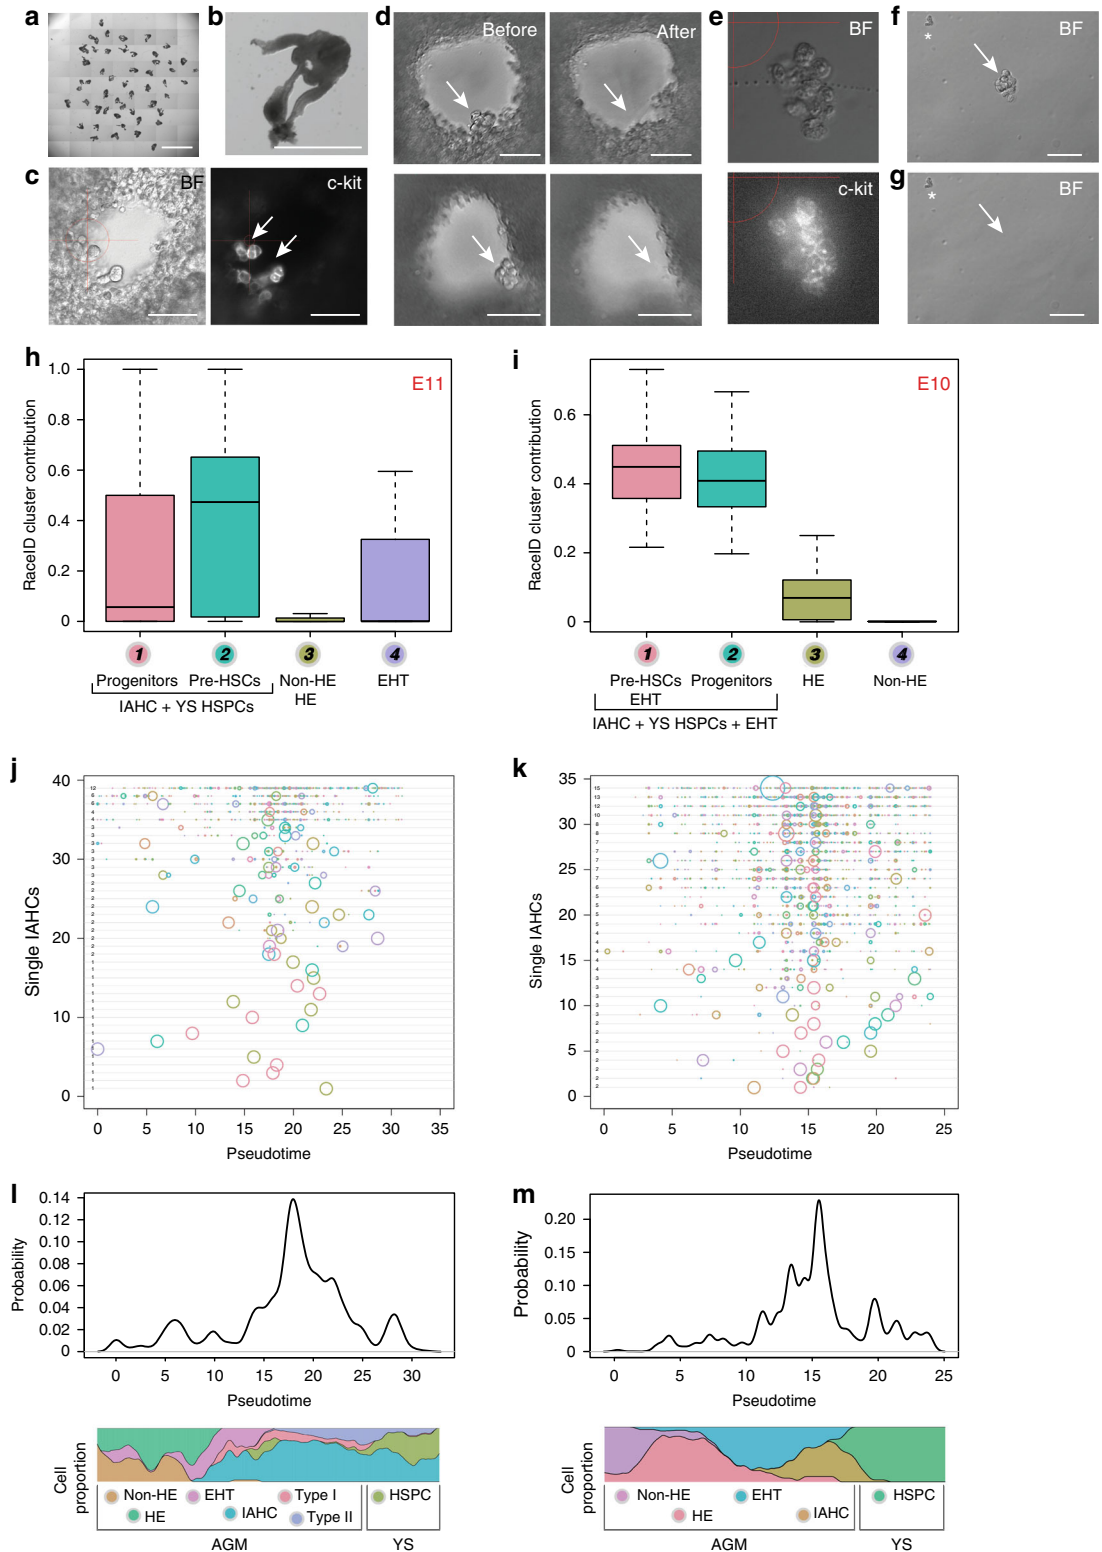 a
b
d
e
f
Before
After
BF
BF
*
c
BF
c-kit
c-kit
g
BF
*
h
E11
RaceID cluster contribution
1.0
0.8
0.6
0.4
0.2
0
1
2
3
4
Progenitors
Pre-HSCs
Non-HE
HE
EHT
IAHC + YS HSPCs
i
E10
RaceID cluster contribution
0.6
0.4
0.2
0
1
2
3
4
Pre-HSCs
EHT
Progenitors
HE
Non-HE
IAHC + YS HSPCs + EHT
j
Single IAHCs
40
30
20
10
0
0 5 10 15 20 25 30 35
Pseudotime
k
Single IAHCs
35
30
25
20
15
10
5
0
0 5 10 15 20 25
Pseudotime
l
Probability
0.14
0.12
0.10
0.08
0.06
0.04
0.02
0
0 5 10 15 20 25 30
Pseudotime
m
Probability
0.20
0.15
0.10
0.05
0
0 5 10 15 20 25
Pseudotime
Cell
proportion
Non-HE
EHT
Type I
HSPC
HE
IAHC
Type II
AGM
YS
Cell
proportion
Non-HE
EHT
HSPC
HE
IAHC
AGM
YS